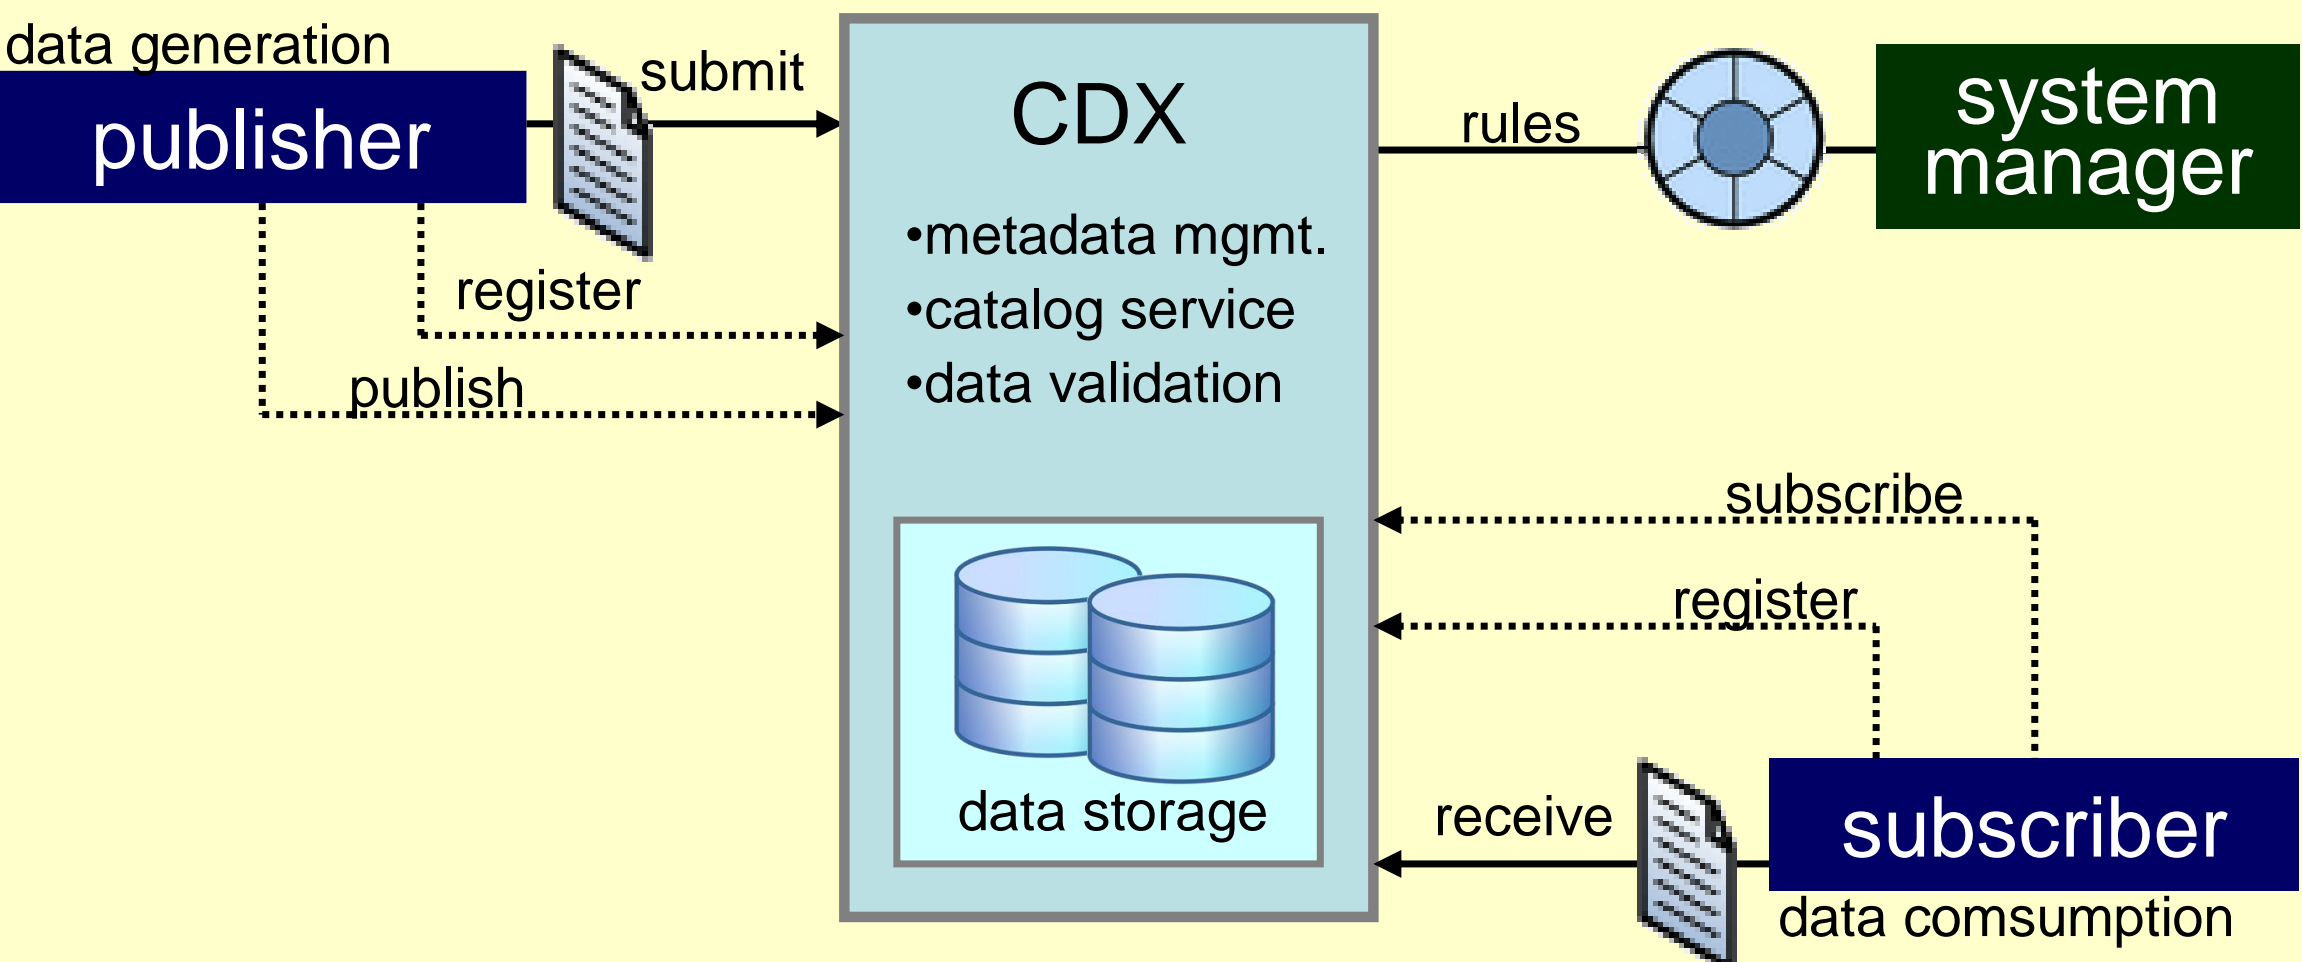 data generation
publisher
submit
register
publish
CDX
•metadata mgmt.
•catalog service
•data validation
data storage
rules
system
manager
subscribe
register
receive
subscriber
data comsumption